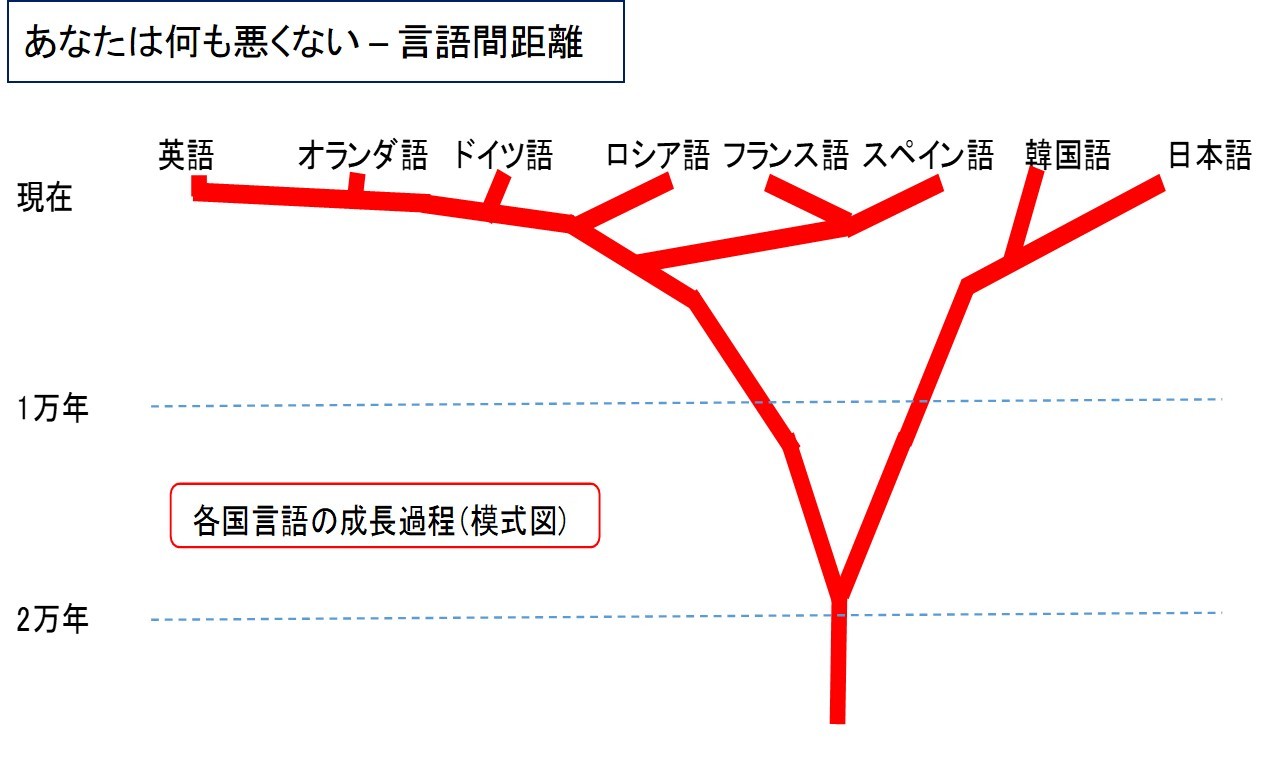 あなたは何も悪くない – 言語間距離
英語 オランダ語 ドイツ語 ロシア語 フランス語 スペイン語 韓国語 日本語
現在
1万年
各国言語の成長過程(模式図)
2万年